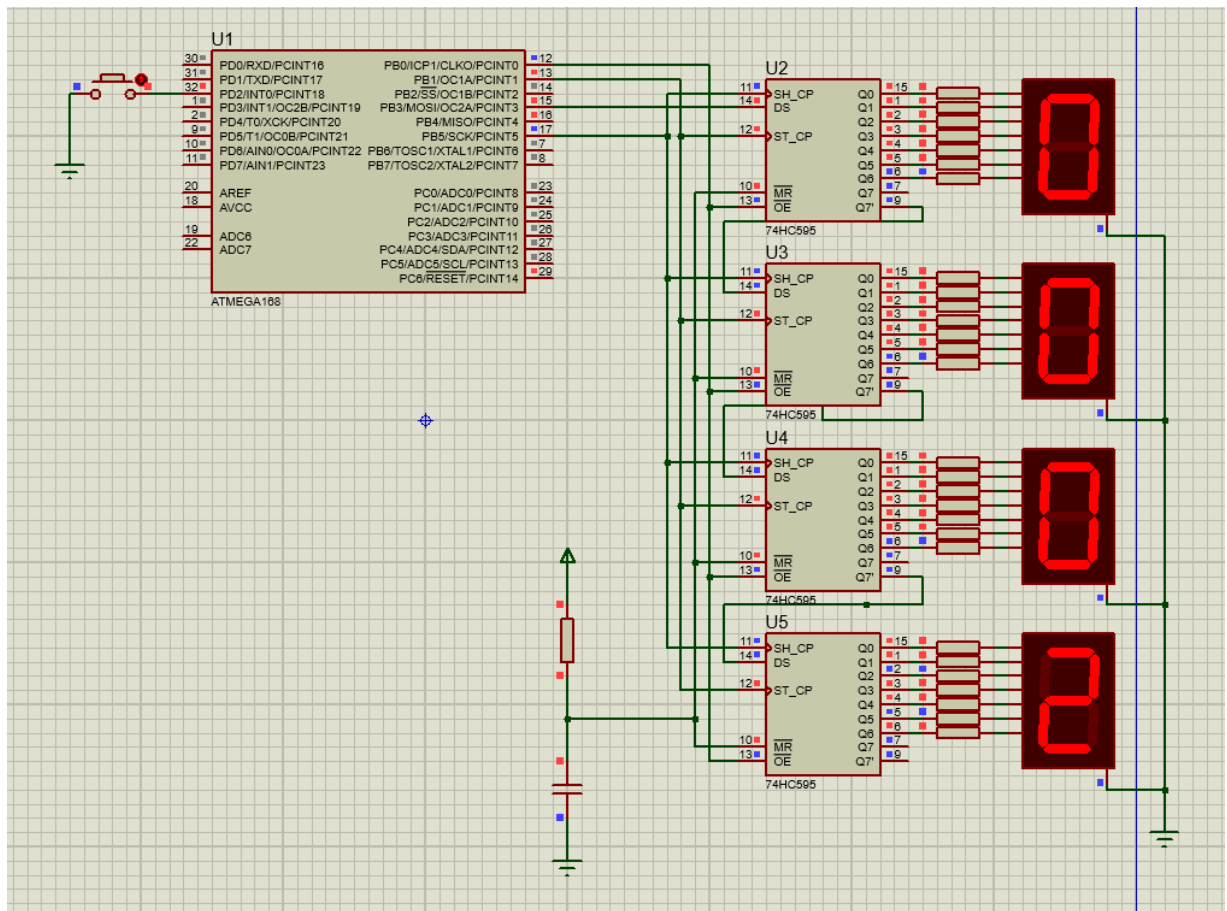 U1
30 PD0/RXD/PCINT16 PB0/ICP1/CLKO/PCINT0 12
31 PD1/TXD/PCINT17 PB1/OC1A/PCINT1 13
32 PD2/INT0/PCINT18 PB2/SS/OC1B/PCINT2 14
1 PD3/INT1/OC2B/PCINT19 PB3/MOSI/OC2A/PCINT3 15
2 PD4/T0/XCK/PCINT20 PB4/MISO/PCINT4 16
9 PD5/T1/OC0B/PCINT21 PB5/SCK/PCINT5 17
10 PD6/AIN0/OC0A/PCINT22 PB6/TOSC1/XTAL1/PCINT6 7
11 PD7/AIN1/PCINT23 PB7/TOSC2/XTAL2/PCINT7 8
20 AREF PC0/ADC0/PCINT8 23
18 AVCC PC1/ADC1/PCINT9 24
PC2/ADC2/PCINT10 25
19 ADC6 PC3/ADC3/PCINT11 26
22 ADC7 PC4/ADC4/SDA/PCINT12 27
PC5/ADC5/SCL/PCINT13 28
PC6/RESET/PCINT14 29
ATMEGA168
U2
11 SH_CP Q0 15
14 DS Q1 1
Q2 2
12 ST_CP Q3 3
Q4 4
Q5 5
Q6 6
10 MR Q7 7
13 OE Q7' 9
74HC595
0
U3
11 SH_CP Q0 15
14 DS Q1 1
Q2 2
12 ST_CP Q3 3
Q4 4
Q5 5
Q6 6
10 MR Q7 7
13 OE Q7' 9
74HC595
0
U4
11 SH_CP Q0 15
14 DS Q1 1
Q2 2
12 ST_CP Q3 3
Q4 4
Q5 5
Q6 6
10 MR Q7 7
13 OE Q7' 9
74HC595
0
U5
11 SH_CP Q0 15
14 DS Q1 1
Q2 2
12 ST_CP Q3 3
Q4 4
Q5 5
Q6 6
10 MR Q7 7
13 OE Q7' 9
74HC595
2